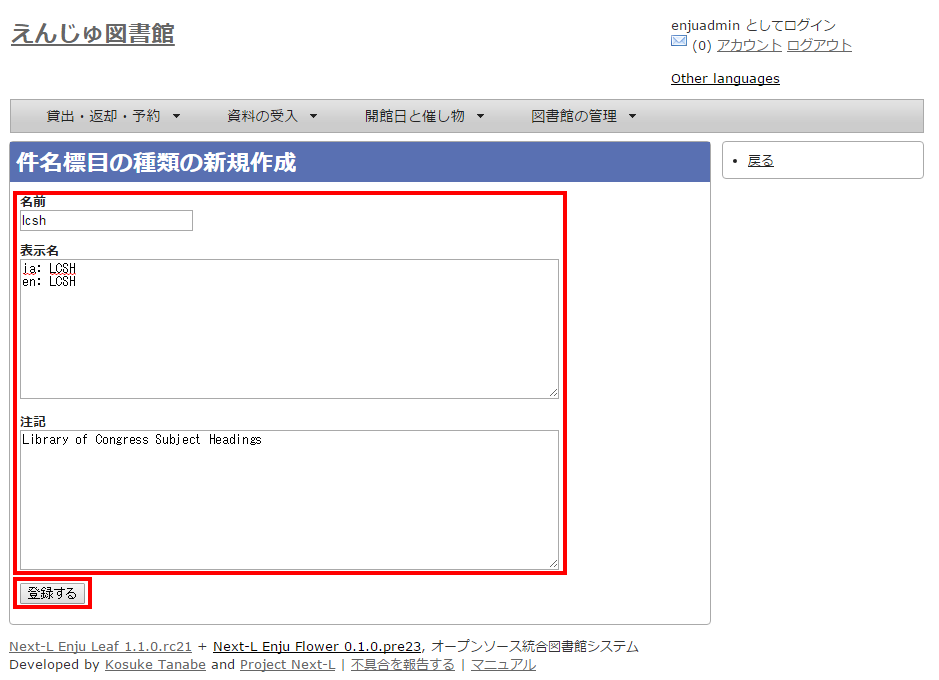 えんじゅ図書館
enjuadmin としてログイン
(0) アカウント ログアウト
Other languages
貸出・返却・予約 ▼ 資料の受入 ▼ 開館日と催し物 ▼ 図書館の管理 ▼
件名標目の種類の新規作成
• 戻る
名前
lcsh
表示名
ja: LCSH
en: LCSH
注記
Library of Congress Subject Headings
登録する
Next-L Enju Leaf 1.1.0.rc21 + Next-L Enju Flower 0.1.0.pre23, オープンソース統合図書館システム
Developed by Kosuke Tanabe and Project Next-L | 不具合を報告する | マニュアル